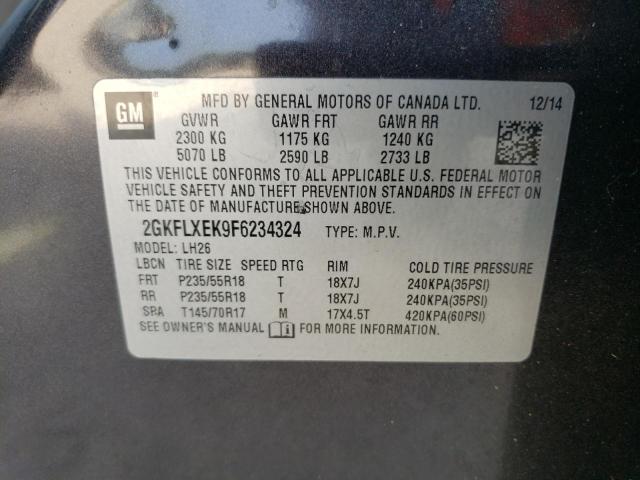 GM ® MFD BY GENERAL MOTORS OF CANADA LTD. 12/14
GVWR GAWR FRT GAWR RR
2300 KG 1175 KG 1240 KG
5070 LB 2590 LB 2733 LB
THIS VEHICLE CONFORMS TO ALL APPLICABLE U.S. FEDERAL MOTOR
VEHICLE SAFETY AND THEFT PREVENTION STANDARDS IN EFFECT ON
THE DATE OF MANUFACTURE SHOWN ABOVE.
2GKFLXEK9F6234324 TYPE: M.P.V.
MODEL: LH26
LBCN TIRE SIZE SPEED RTG RIM COLD TIRE PRESSURE
FRT P235/55R18 T 18X7J 240KPA(35PSI)
RR P235/55R18 T 18X7J 240KPA(35PSI)
SPA T145/70R17 M 17X4.5T 420KPA(60PSI)
SEE OWNER'S MANUAL FOR MORE INFORMATION